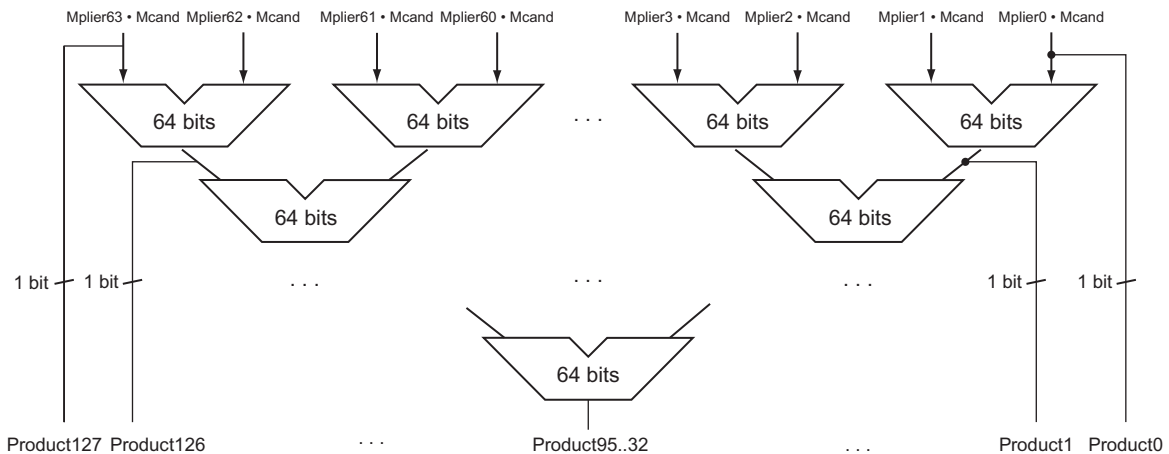 Mplier63 • Mcand Mplier62 • Mcand Mplier61 • Mcand Mplier60 • Mcand Mplier3 • Mcand Mplier2 • Mcand Mplier1 • Mcand Mplier0 • Mcand
64 bits 64 bits . . . 64 bits 64 bits
64 bits 64 bits
1 bit 1 bit . . . . . . . . . 1 bit 1 bit
64 bits
Product127 Product126 . . . Product95..32 . . . Product1 Product0